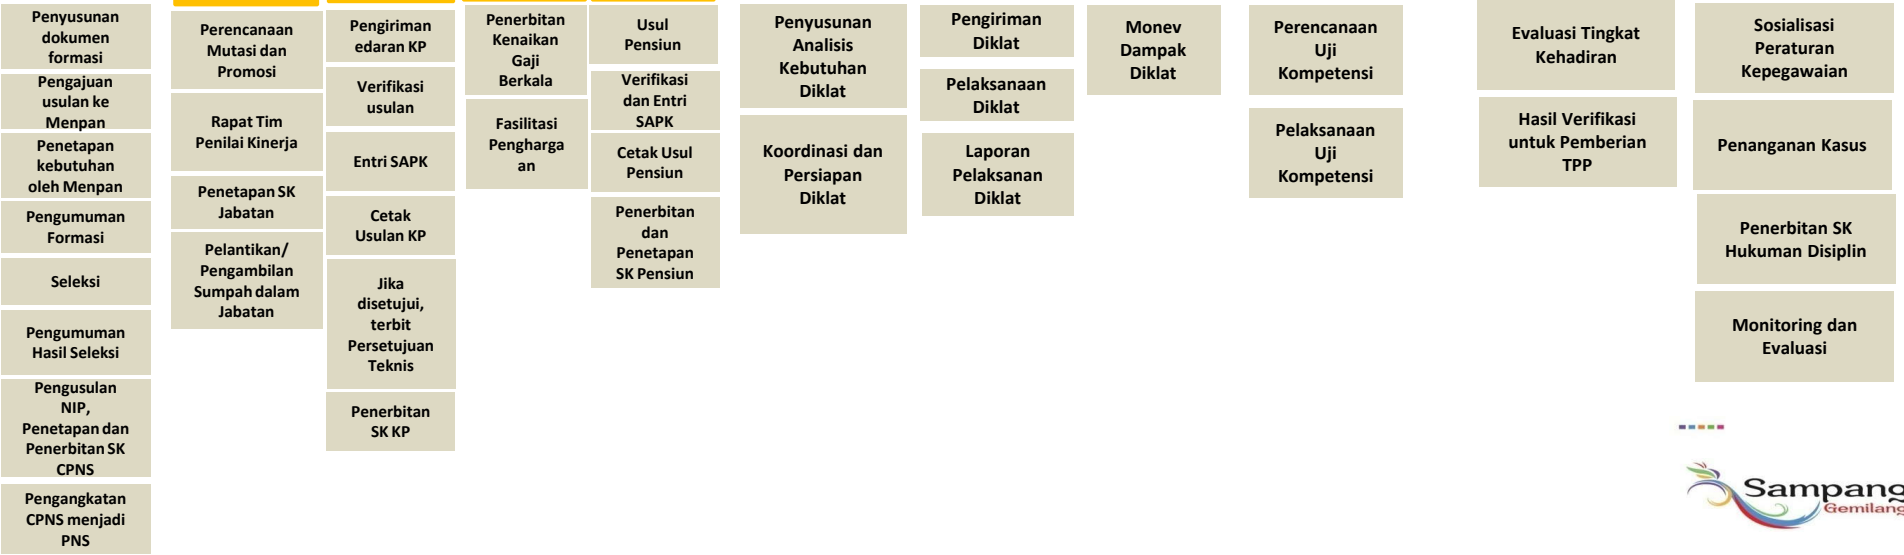 Penyusunan
dokumen
formasi
Pengajuan
usulan ke
Menpan
Penetapan
kebutuhan
oleh Menpan
Pengumuman
Formasi
Seleksi
Pengumuman
Hasil Seleksi
Pengusulan
NIP,
Penetapan dan
Penerbitan SK
CPNS
Pengangkatan
CPNS menjadi
PNS
Perencanaan
Mutasi dan
Promosi
Rapat Tim
Penilai Kinerja
Penetapan SK
Jabatan
Pelantikan/
Pengambilan
Sumpah dalam
Jabatan
Pengiriman
edaran KP
Verifikasi
usulan
Entri SAPK
Cetak
Usulan KP
Jika
disetujui,
terbit
Persetujuan
Teknis
Penerbitan
SK KP
Penerbitan
Kenaikan
Gaji
Berkala
Fasilitasi
Pengharga
an
Usul
Pensiun
Verifikasi
dan Entri
SAPK
Cetak Usul
Pensiun
Penerbitan
dan
Penetapan
SK Pensiun
Penyusunan
Analisis
Kebutuhan
Diklat
Koordinasi dan
Persiapan
Diklat
Pengiriman
Diklat
Pelaksanaan
Diklat
Laporan
Pelaksanan
Diklat
Monev
Dampak
Diklat
Perencanaan
Uji
Kompetensi
Pelaksanaan
Uji
Kompetensi
Evaluasi Tingkat
Kehadiran
Hasil Verifikasi
untuk Pemberian
TPP
Sosialisasi
Peraturan
Kepegawaian
Penanganan Kasus
Penerbitan SK
Hukuman Disiplin
Monitoring dan
Evaluasi
Sampang
Gemilang